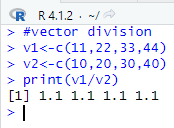 R 4.1.2 · ~/
> #vector division
> v1<-c(11,22,33,44)
> v2<-c(10,20,30,40)
> print(v1/v2)
[1] 1.1 1.1 1.1 1.1
>